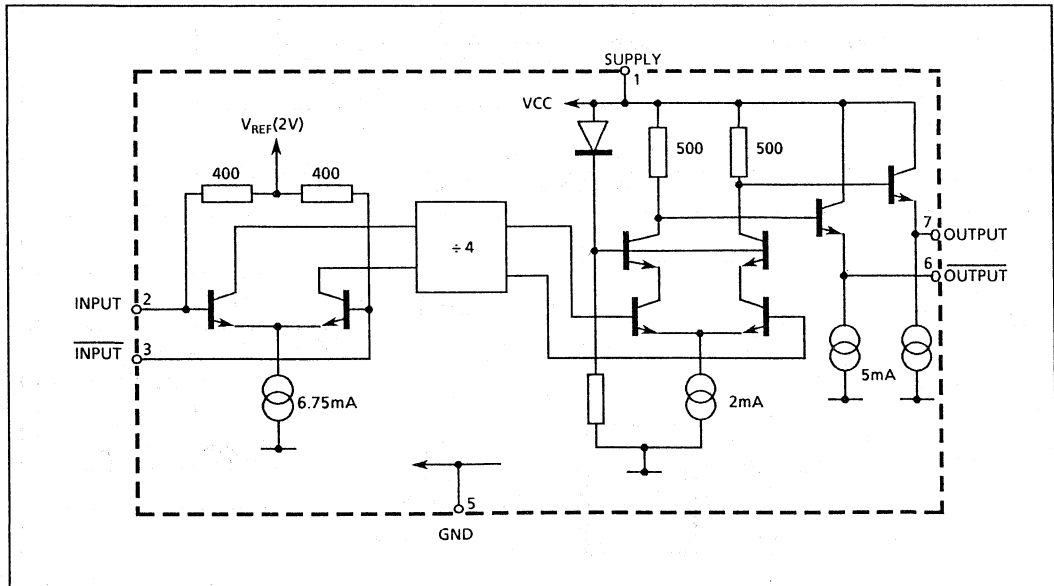 SUPPLY
1
VCC
V_REF(2V)
400
400
500
500
÷4
7
OUTPUT
6
OUTPUT
INPUT
2
INPUT
3
6.75mA
2mA
5mA
5
GND